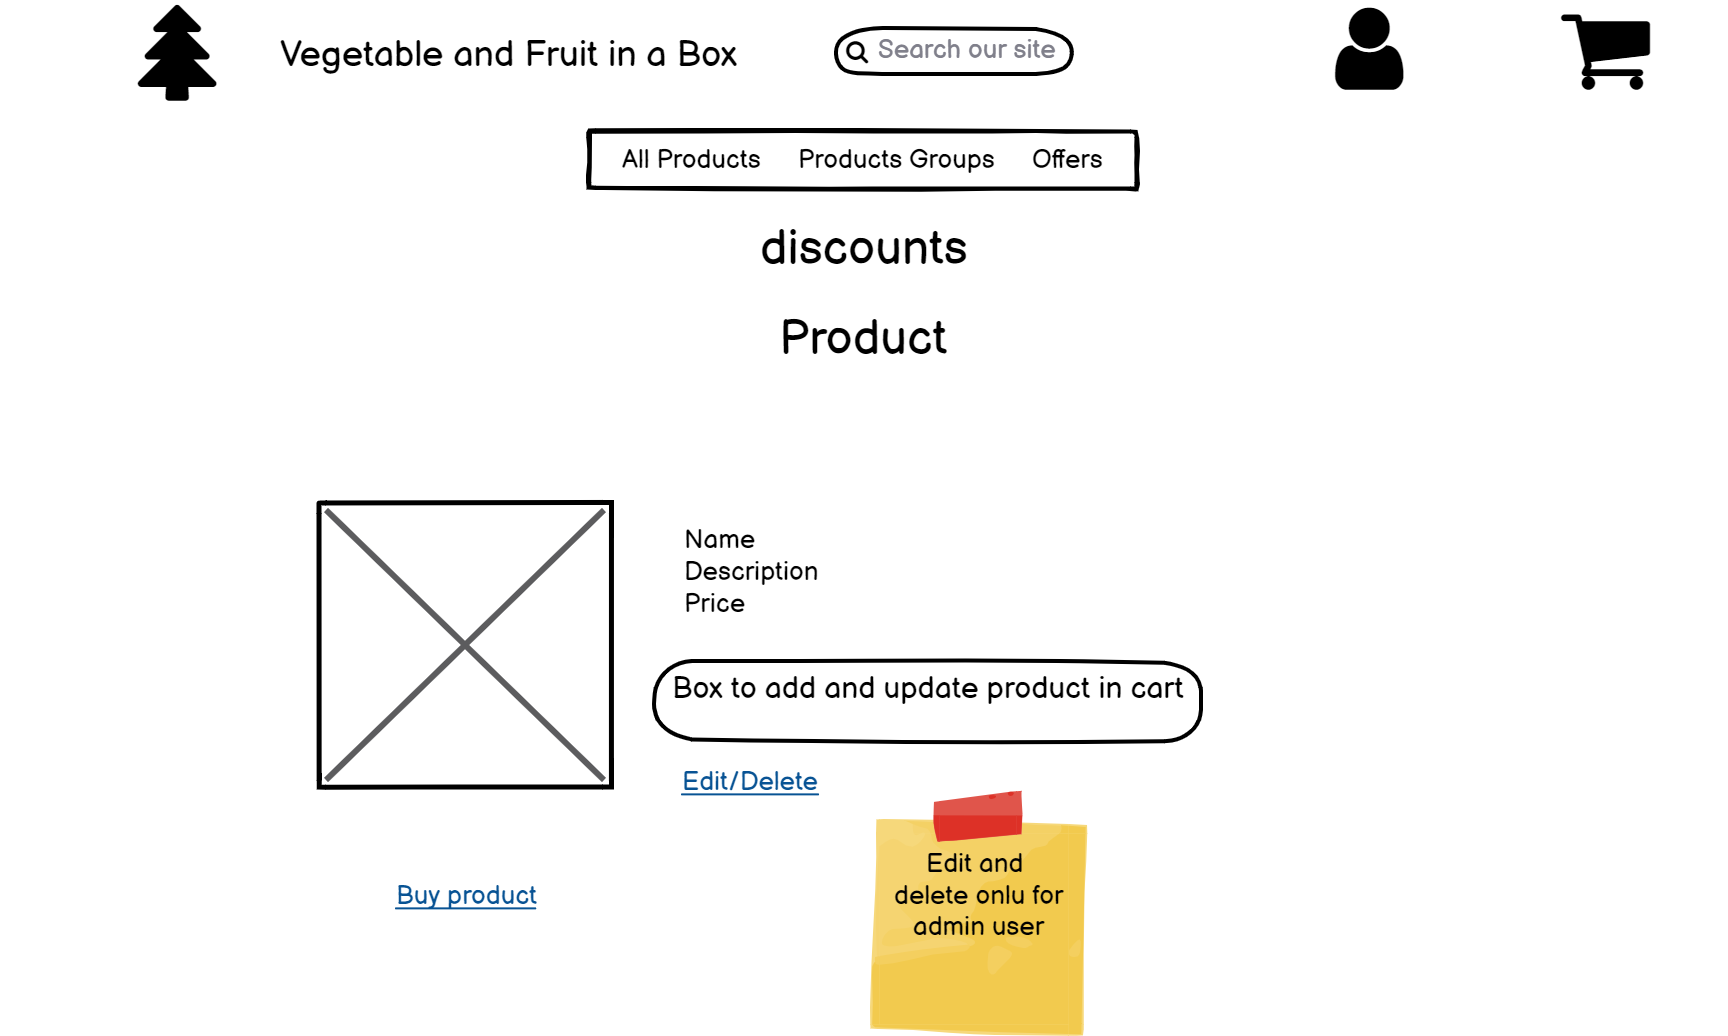 Vegetable and Fruit in a Box
Search our site
All Products Products Groups Offers
discounts
Product
Name
Description
Price
Box to add and update product in cart
Edit/Delete
Buy product
Edit and
delete onlu for
admin user